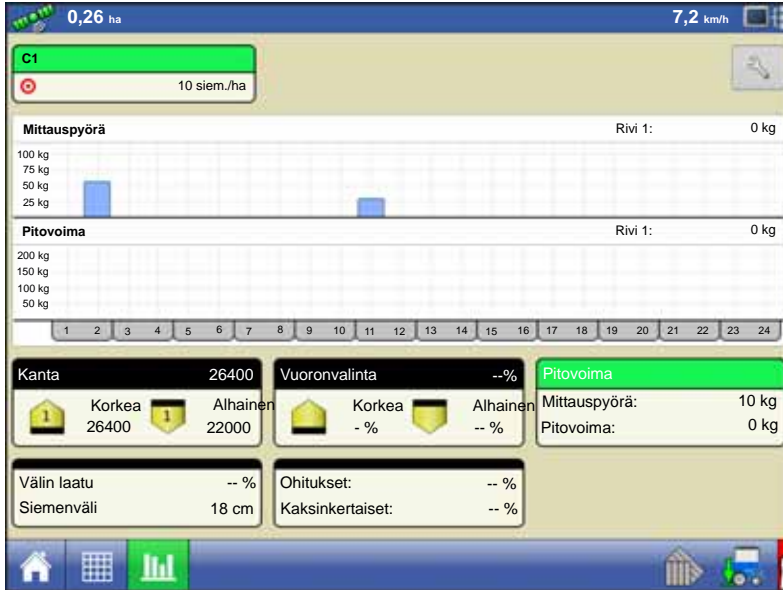 0,26 ha 7,2 km/h
C1
10 siem./ha
Mittauspyörä Rivi 1: 0 kg
100 kg
75 kg
50 kg
25 kg
Pitovoima Rivi 1: 0 kg
200 kg
150 kg
100 kg
50 kg
1 2 3 4 5 6 7 8 9 10 11 12 13 14 15 16 17 18 19 20 21 22 23 24
Kanta 26400
1 Korkea 26400 1 Alhainen 22000
Vuoronvalinta --%
Korkea - % Alhainen -- %
Pitovoima
Mittauspyörä: 10 kg
Pitovoima: 0 kg
Välin laatu -- %
Siemenväli 18 cm
Ohitukset: -- %
Kaksinkertaiset: -- %